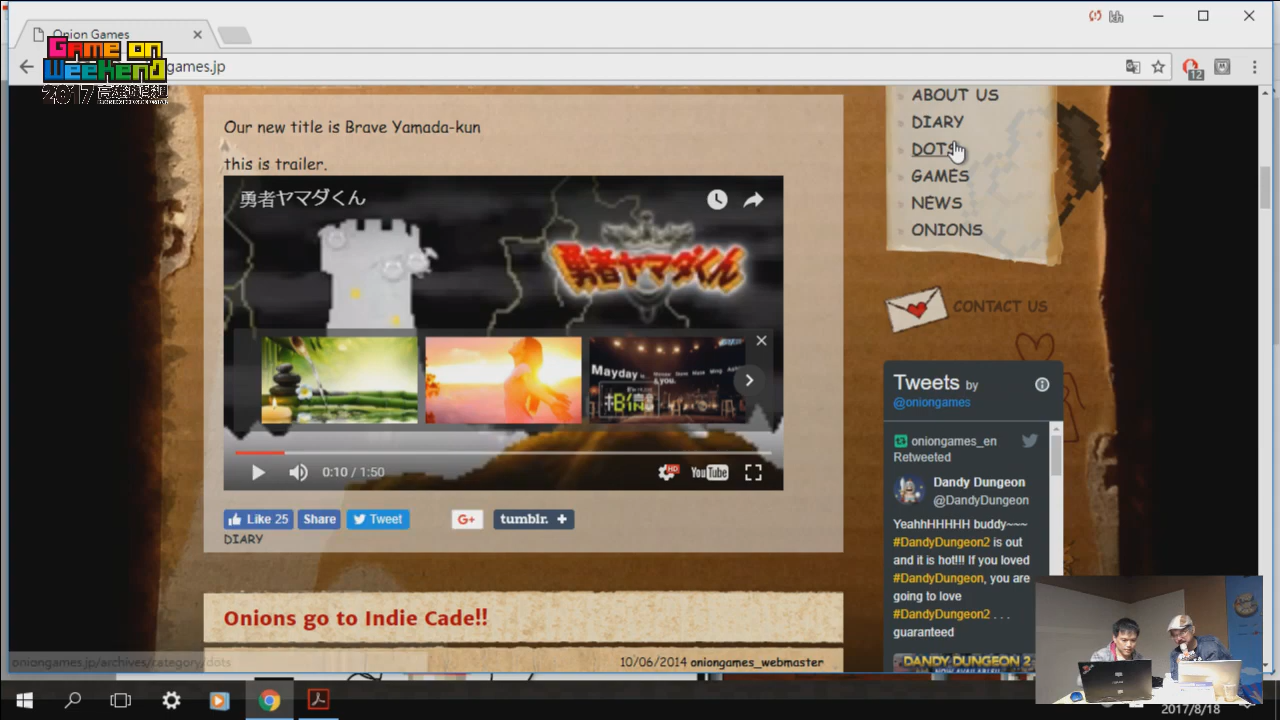 Onion Games
GAME ON
WEEKEND
2017
games.jp
12
Our new title is Brave Yamada-kun
this is trailer.
勇者ヤマダくん
勇者ヤマダくん
Mayday
0:10 / 1:50
HD
YouTube
Like 25
Share
Tweet
G+
tumblr. +
DIARY
Onions go to Indie Cade!!
10/06/2014 oniongames_webmaster
ABOUT US
DIARY
DOTS
GAMES
NEWS
ONIONS
CONTACT US
Tweets by
@oniongames
oniongames_en
Retweeted
Dandy Dungeon
@DandyDungeon
YeahhHHHHH buddy~~~
#DandyDungeon2 is out
and it is hot!!! If you loved
#DandyDungeon, you are
going to love
#DandyDungeon2 . . .
guaranteed
DANDY DUNGEON 2
oniongames.jp/archives/category/dots
2017/8/18